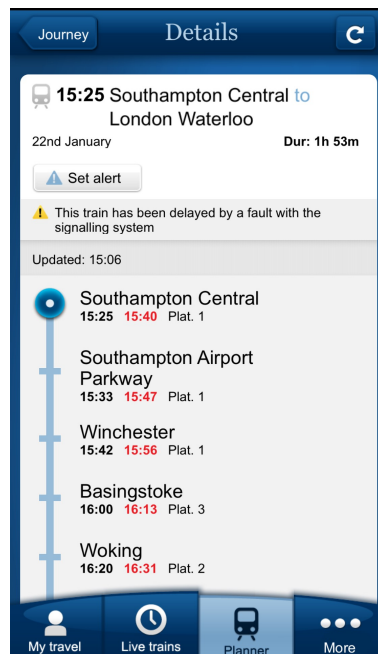 Journey Details
15:25 Southampton Central to
London Waterloo
22nd January Dur: 1h 53m
Set alert
This train has been delayed by a fault with the
signalling system
Updated: 15:06
Southampton Central
15:25 15:40 Plat. 1
Southampton Airport
Parkway
15:33 15:47 Plat. 1
Winchester
15:42 15:56 Plat. 1
Basingstoke
16:00 16:13 Plat. 3
Woking
16:20 16:31 Plat. 2
My travel Live trains Planner More